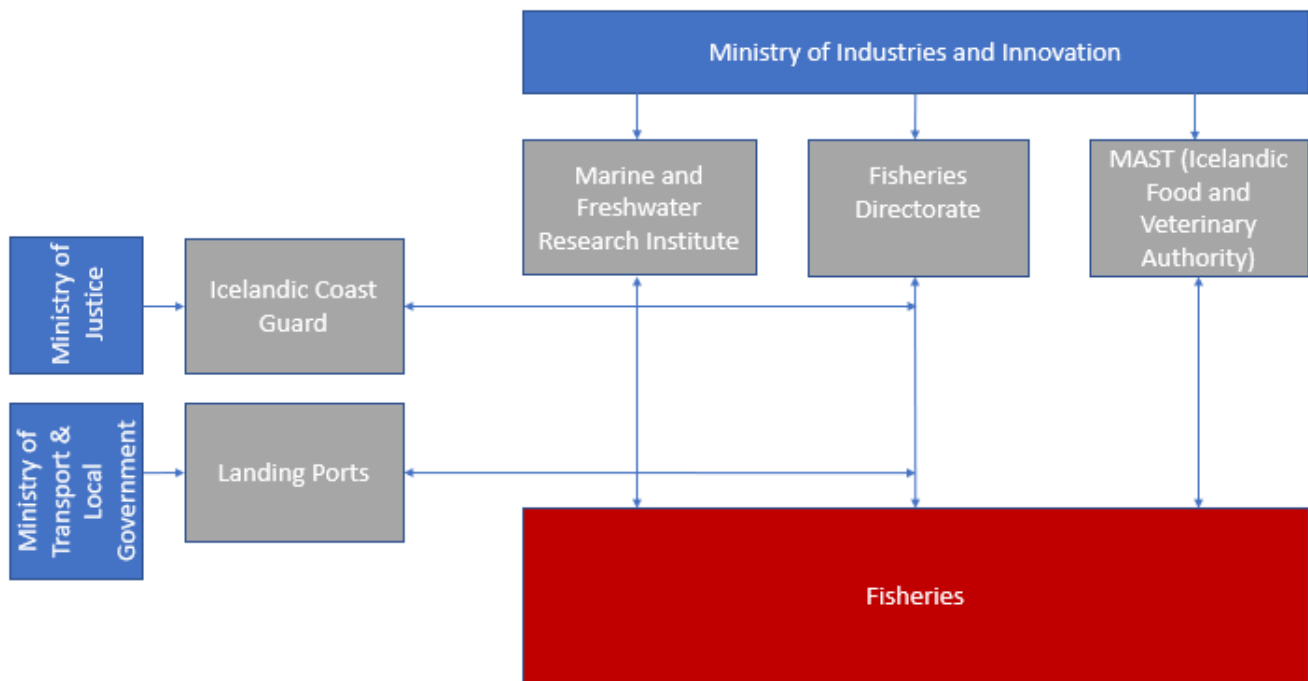 Ministry of Industries and Innovation
Marine and
Freshwater
Research Institute
Fisheries
Directorate
MAST (Icelandic
Food and
Veterinary
Authority)
Ministry of
Justice
Icelandic Coast
Guard
Ministry of
Transport &
Local
Government
Landing Ports
Fisheries